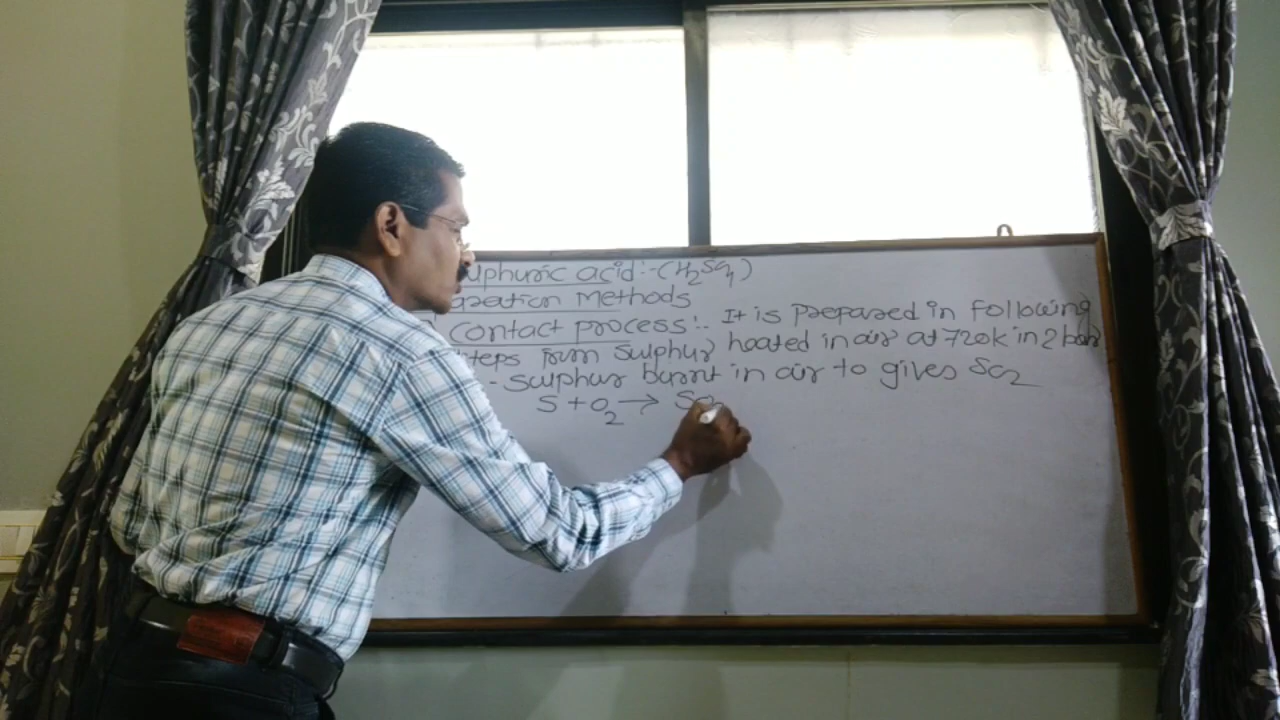 ulphuric acid:-(H2SO4)
paration Methods
contact process:- It is prepared in following
steps from Sulphur heated in air at 720K in 2 bar
- Sulphur burnt in air to gives SO2
S + O2 → SO